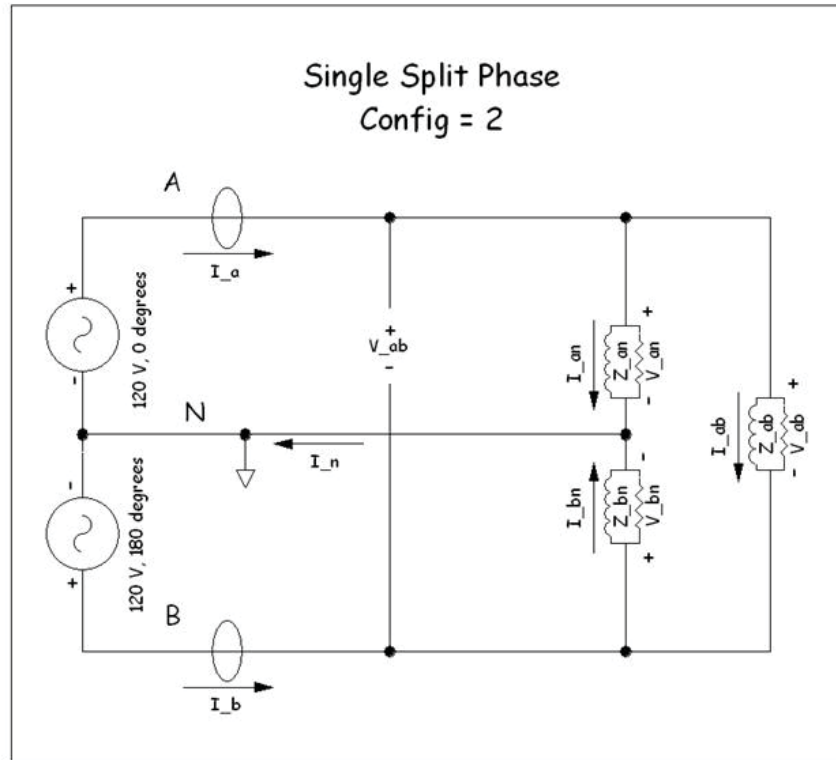 Single Split Phase
Config = 2
A
I_a
+
120 V, 0 degrees
-
+
V_ab
-
I_an
Z_an
V_an
+
-
N
I_n
I_ab
Z_ab
V_ab
+
-
-
120 V, 180 degrees
+
I_bn
Z_bn
V_bn
-
+
B
I_b